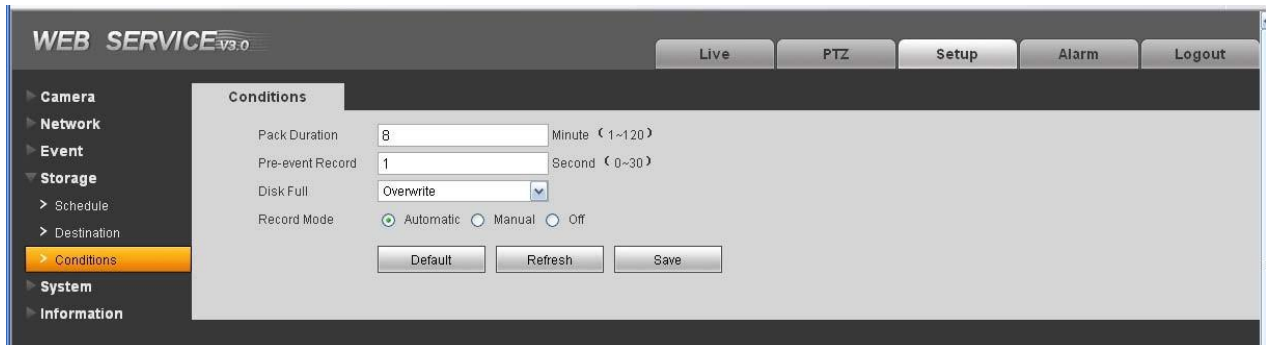 WEB SERVICE V3.0
Live PTZ Setup Alarm Logout
Camera
Network
Event
Storage
> Schedule
> Destination
> Conditions
System
Information
Conditions
Pack Duration 8 Minute (1~120)
Pre-event Record 1 Second (0~30)
Disk Full Overwrite
Record Mode Automatic Manual Off
Default Refresh Save